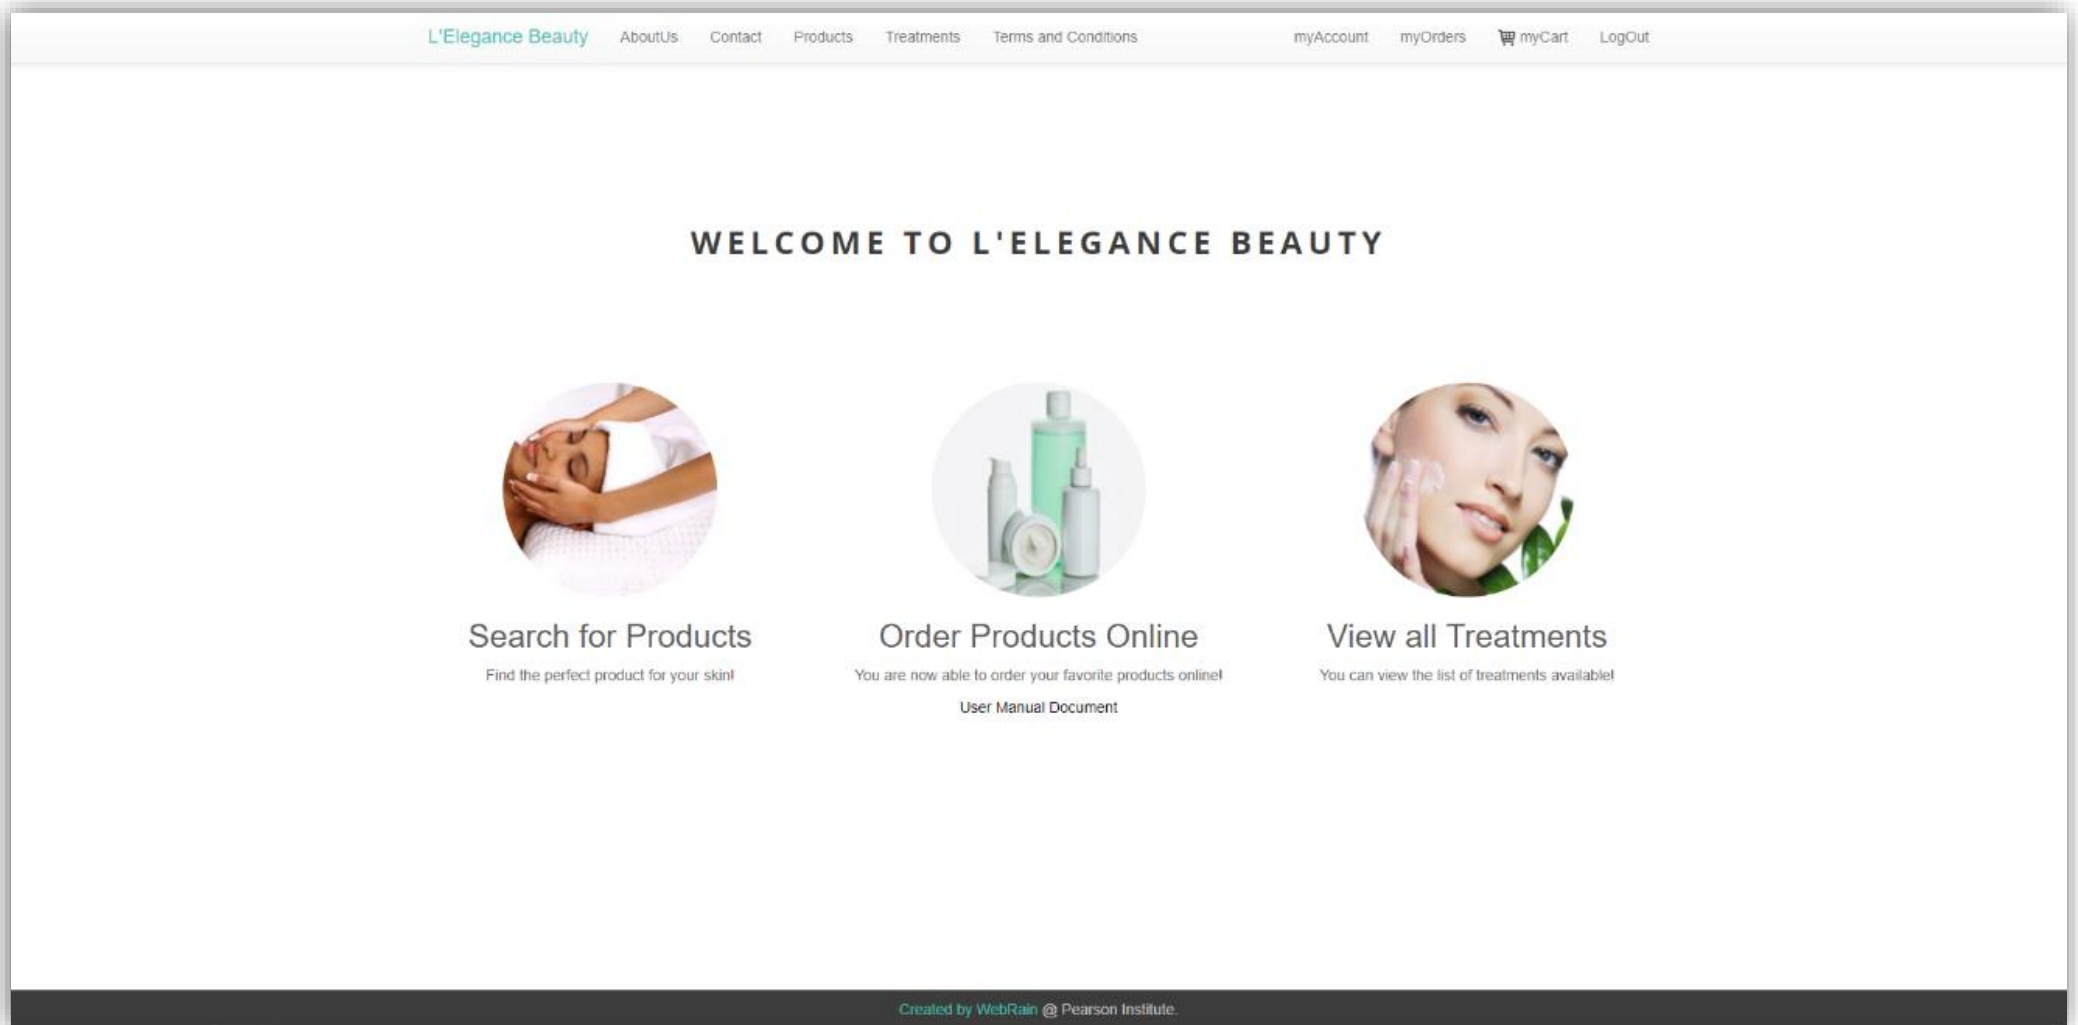 L'Elegance Beauty AboutUs Contact Products Treatments Terms and Conditions myAccount myOrders myCart LogOut
WELCOME TO L'ELEGANCE BEAUTY
Search for Products Order Products Online View all Treatments
Find the perfect product for your skin! You are now able to order your favorite products online! You can view the list of treatments available!
User Manual Document
Created by WebRain @ Pearson Institute.